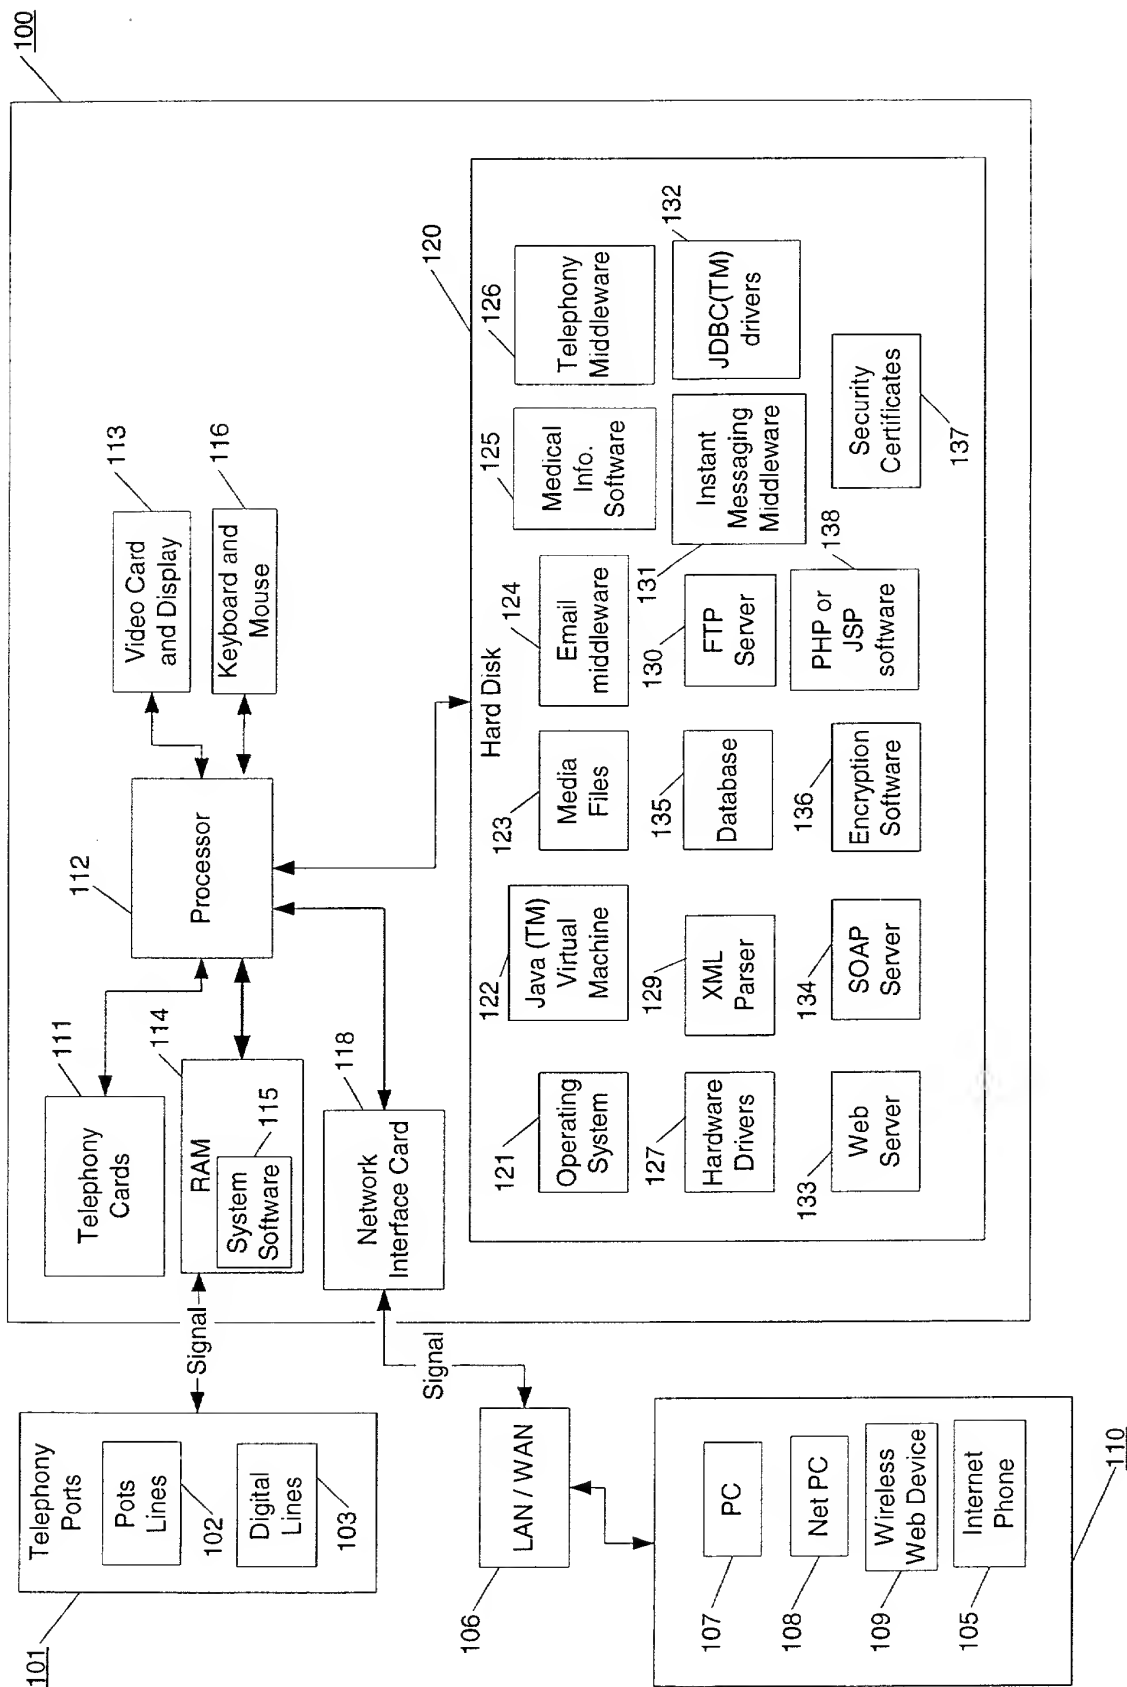 100
101
Telephony
Ports
Pots
Lines
102
Digital
Lines
103
Signal
Telephony
Cards
111
RAM
114
System
Software
115
Network
Interface Card
118
Signal
Processor
112
Video Card
and Display
113
Keyboard and
Mouse
116
LAN / WAN
106
PC
107
Net PC
108
Wireless
Web Device
109
Internet
Phone
105
110
Hard Disk
120
Operating
System
121
Java (TM)
Virtual
Machine
122
Media
Files
123
Email
middleware
124
Medical
Info.
Software
125
Telephony
Middleware
126
Hardware
Drivers
127
XML
Parser
129
Database
135
FTP
Server
130
Instant
Messaging
Middleware
131
JDBC(TM)
drivers
132
Web
Server
133
SOAP
Server
134
Encryption
Software
136
PHP or
JSP
software
138
Security
Certificates
137